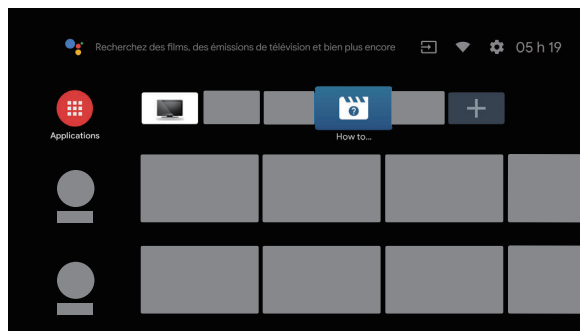 Recherchez des films, des émissions de télévision et bien plus encore
05 h 19
Applications
How to...